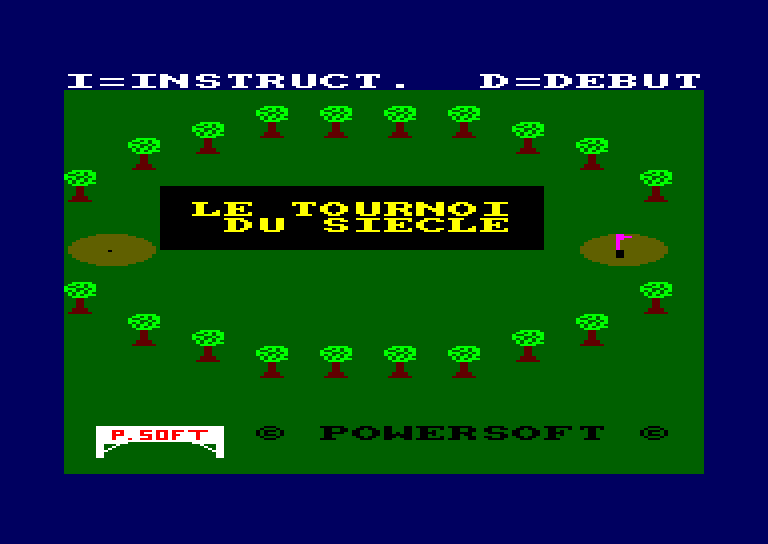 I=INSTRUCT. D=DEBUT
LE TOURNOI
DU SIECLE
P.SOFT © POWERSOFT ©